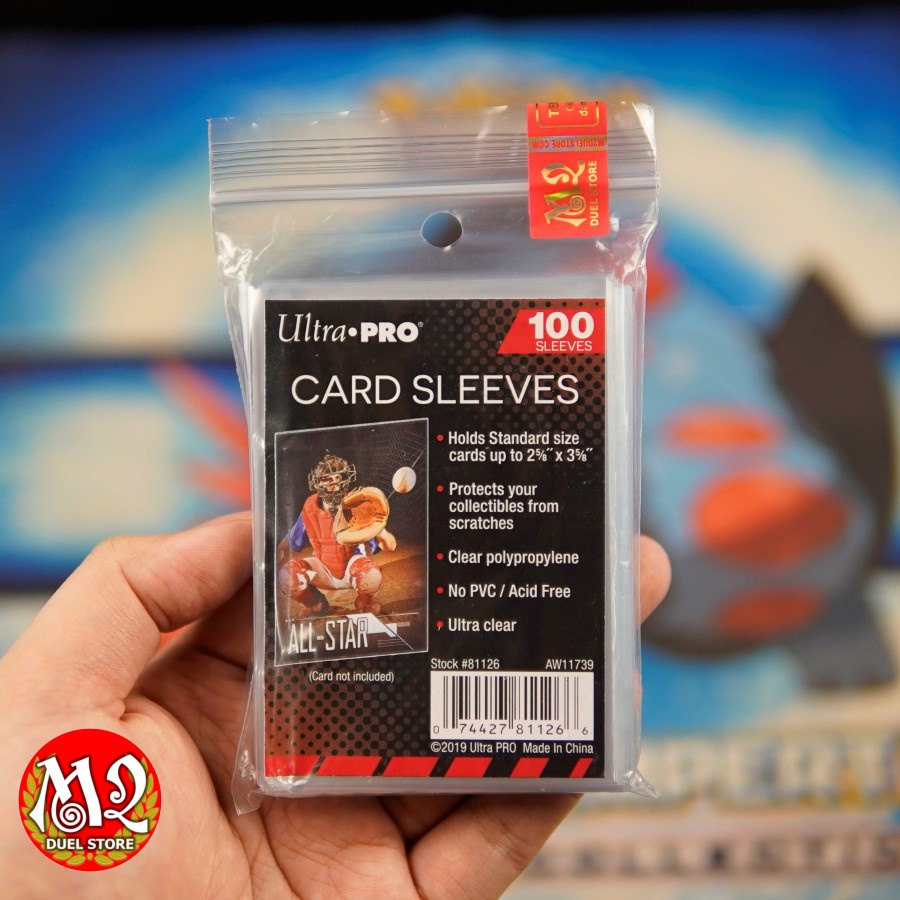 M2DUELSTORE.COM
M2
DUEL STORE
Ultra•PRO®
100
SLEEVES
CARD SLEEVES
• Holds Standard size
cards up to 2⅝˝ x 3⅝˝
• Protects your
collectibles from
scratches
• Clear polypropylene
• No PVC / Acid Free
• Ultra clear
ALL-STAR
(Card not included)
Stock #81126 AW11739
0 74427 81126 6
©2019 Ultra PRO Made In China
M2
DUEL STORE